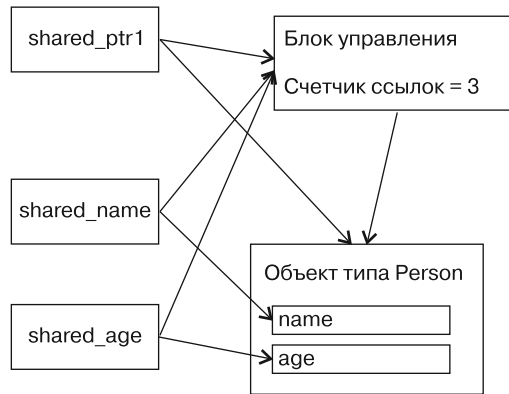 shared_ptr1
Блок управления
Счетчик ссылок = 3
shared_name
Объект типа Person
name
shared_age
age